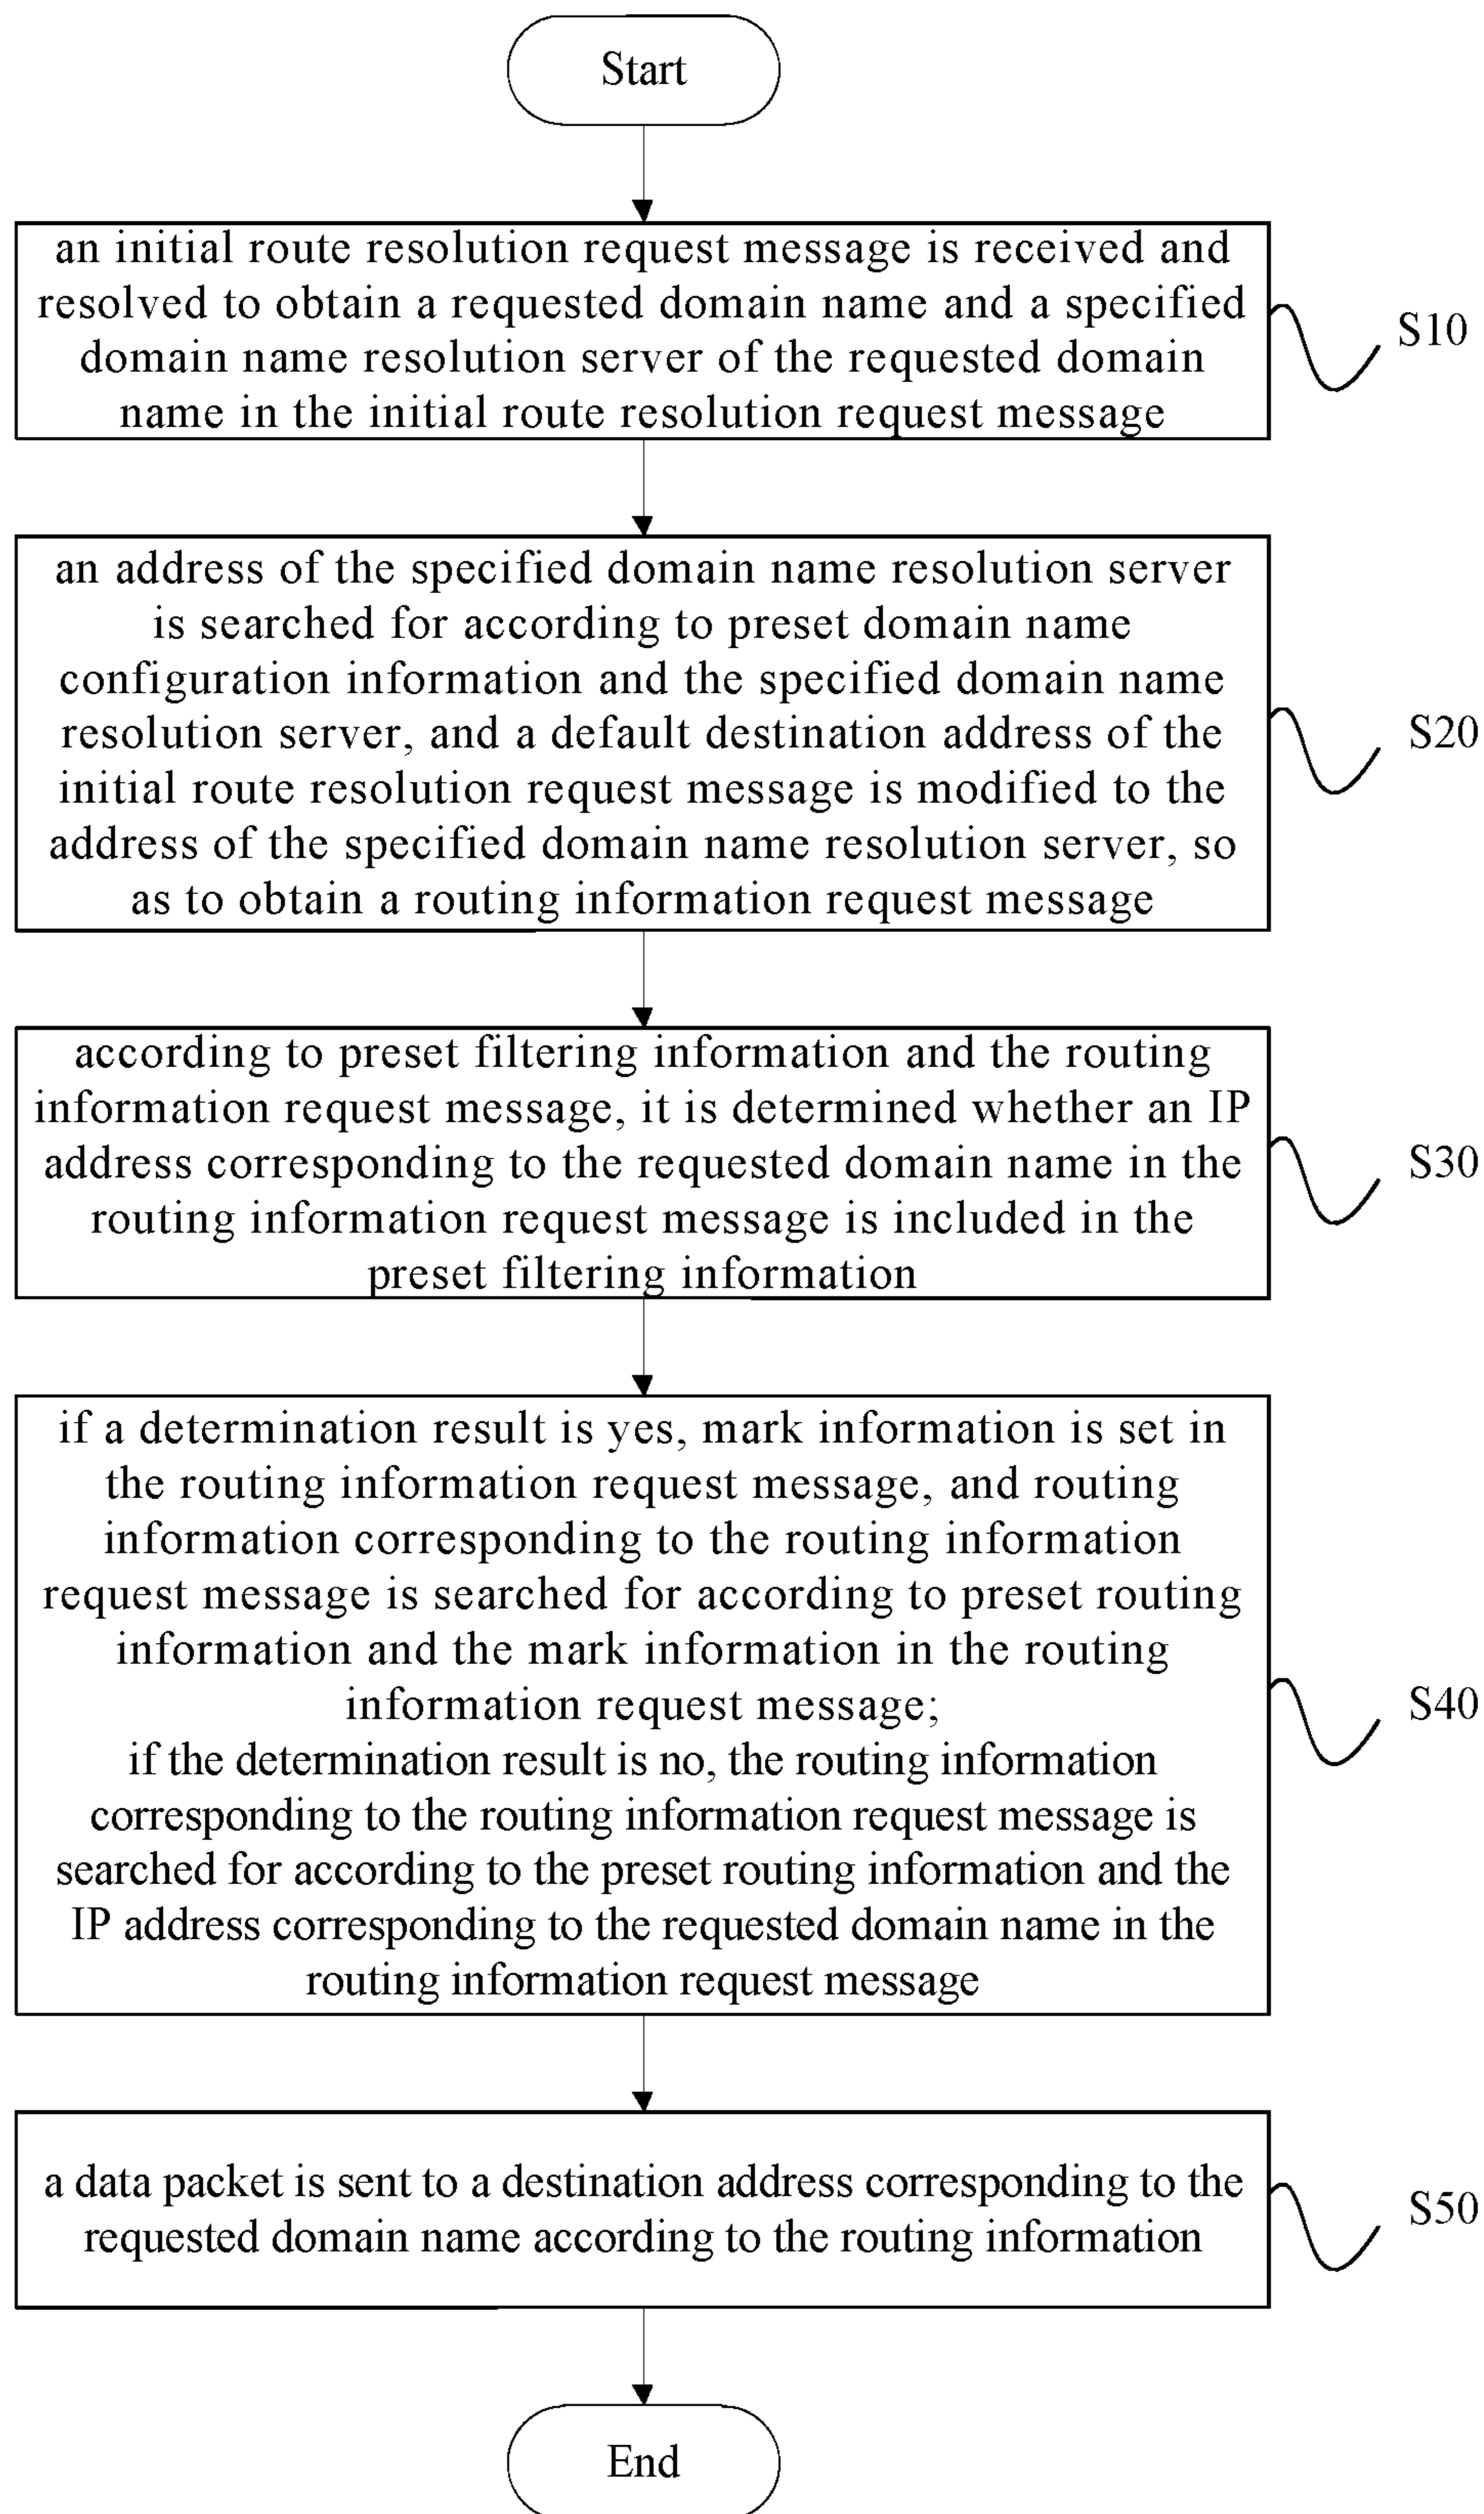 Start
an initial route resolution request message is received and
resolved to obtain a requested domain name and a specified
domain name resolution server of the requested domain
name in the initial route resolution request message
S10
an address of the specified domain name resolution server
is searched for according to preset domain name
configuration information and the specified domain name
resolution server, and a default destination address of the
initial route resolution request message is modified to the
address of the specified domain name resolution server, so
as to obtain a routing information request message
S20
according to preset filtering information and the routing
information request message, it is determined whether an IP
address corresponding to the requested domain name in the
routing information request message is included in the
preset filtering information
S30
if a determination result is yes, mark information is set in
the routing information request message, and routing
information corresponding to the routing information
request message is searched for according to preset routing
information and the mark information in the routing
information request message;
if the determination result is no, the routing information
corresponding to the routing information request message is
searched for according to the preset routing information and the
IP address corresponding to the requested domain name in the
routing information request message
S40
a data packet is sent to a destination address corresponding to the
requested domain name according to the routing information
S50
End